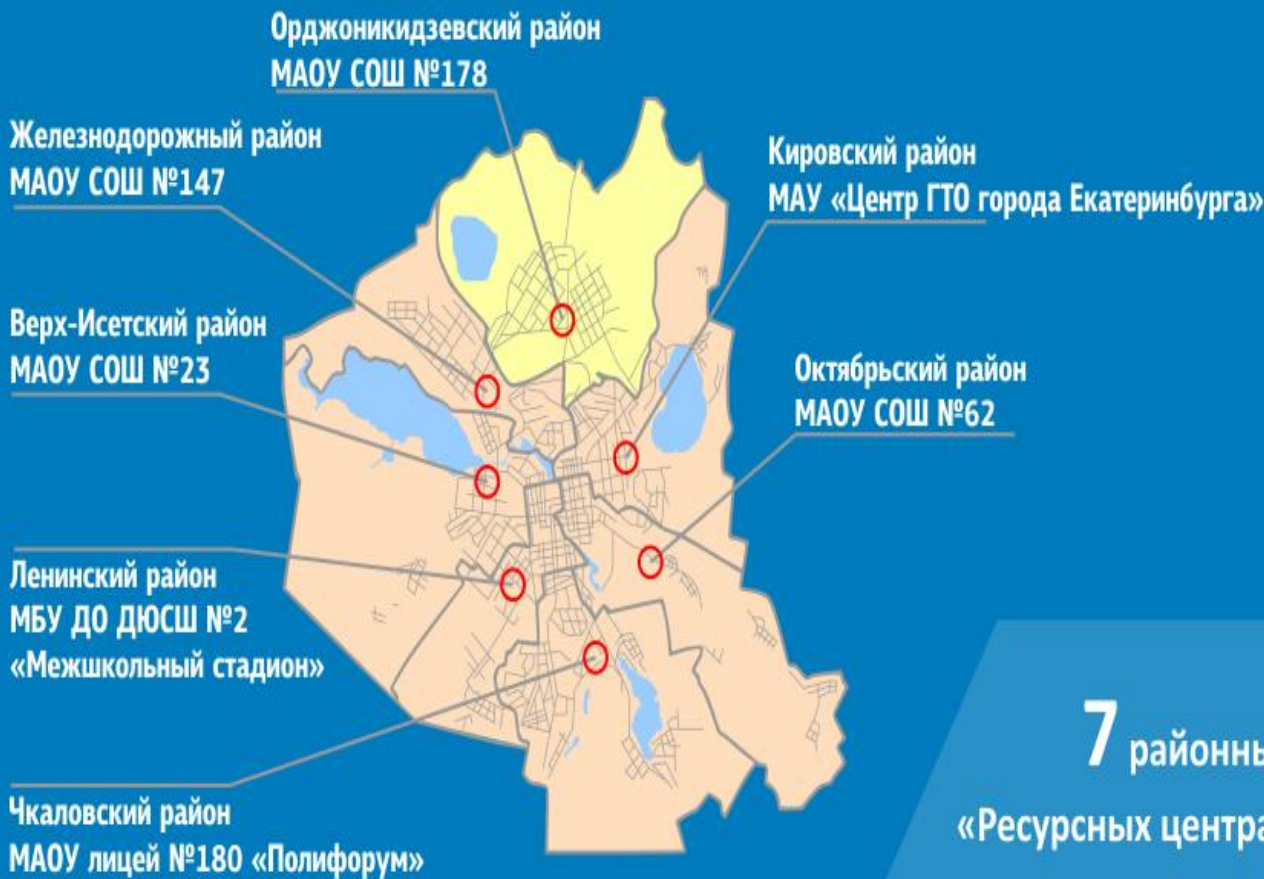 Орджоникидзевский район
МАОУ СОШ №178
Железнодорожный район
МАОУ СОШ №147
Кировский район
МАУ «Центр ГТО города Екатеринбурга»
Верх-Исетский район
МАОУ СОШ №23
Октябрьский район
МАОУ СОШ №62
Ленинский район
МБУ ДО ДЮСШ №2
«Межшкольный стадион»
Чкаловский район
МАОУ лицей №180 «Полифорум»
7 районны
«Ресурсных центра